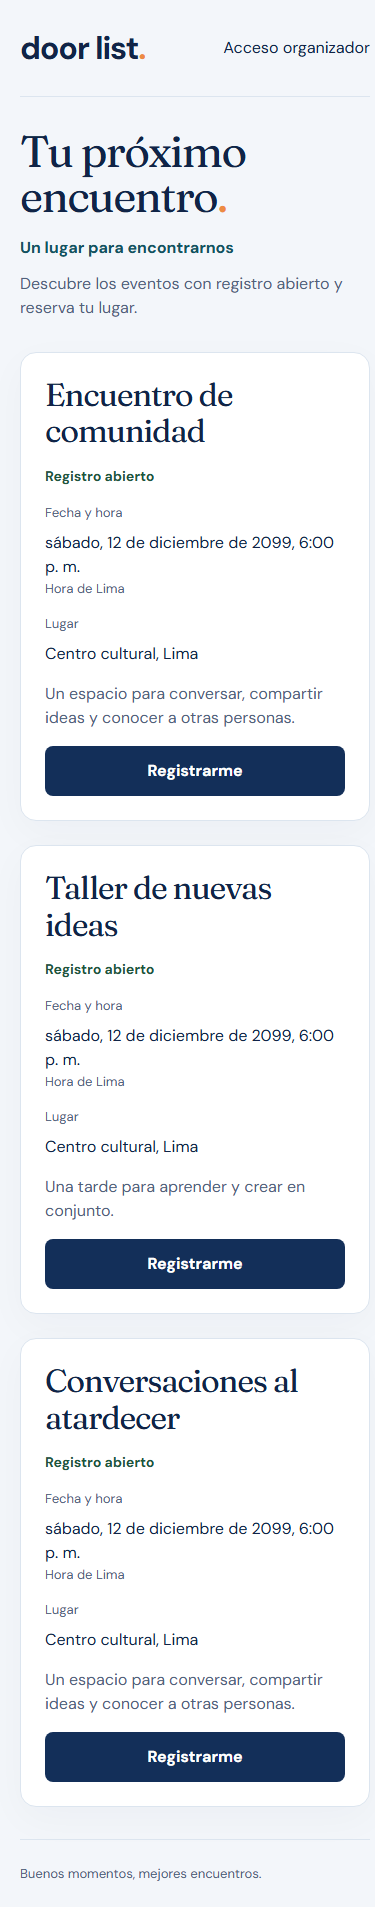 door list.
Acceso organizador
Tu próximo
encuentro.
Un lugar para encontrarnos
Descubre los eventos con registro abierto y
reserva tu lugar.
Encuentro de
comunidad
Registro abierto
Fecha y hora
sábado, 12 de diciembre de 2099, 6:00
p. m.
Hora de Lima
Lugar
Centro cultural, Lima
Un espacio para conversar, compartir
ideas y conocer a otras personas.
Registrarme
Taller de nuevas
ideas
Registro abierto
Fecha y hora
sábado, 12 de diciembre de 2099, 6:00
p. m.
Hora de Lima
Lugar
Centro cultural, Lima
Una tarde para aprender y crear en
conjunto.
Registrarme
Conversaciones al
atardecer
Registro abierto
Fecha y hora
sábado, 12 de diciembre de 2099, 6:00
p. m.
Hora de Lima
Lugar
Centro cultural, Lima
Un espacio para conversar, compartir
ideas y conocer a otras personas.
Registrarme
Buenos momentos, mejores encuentros.